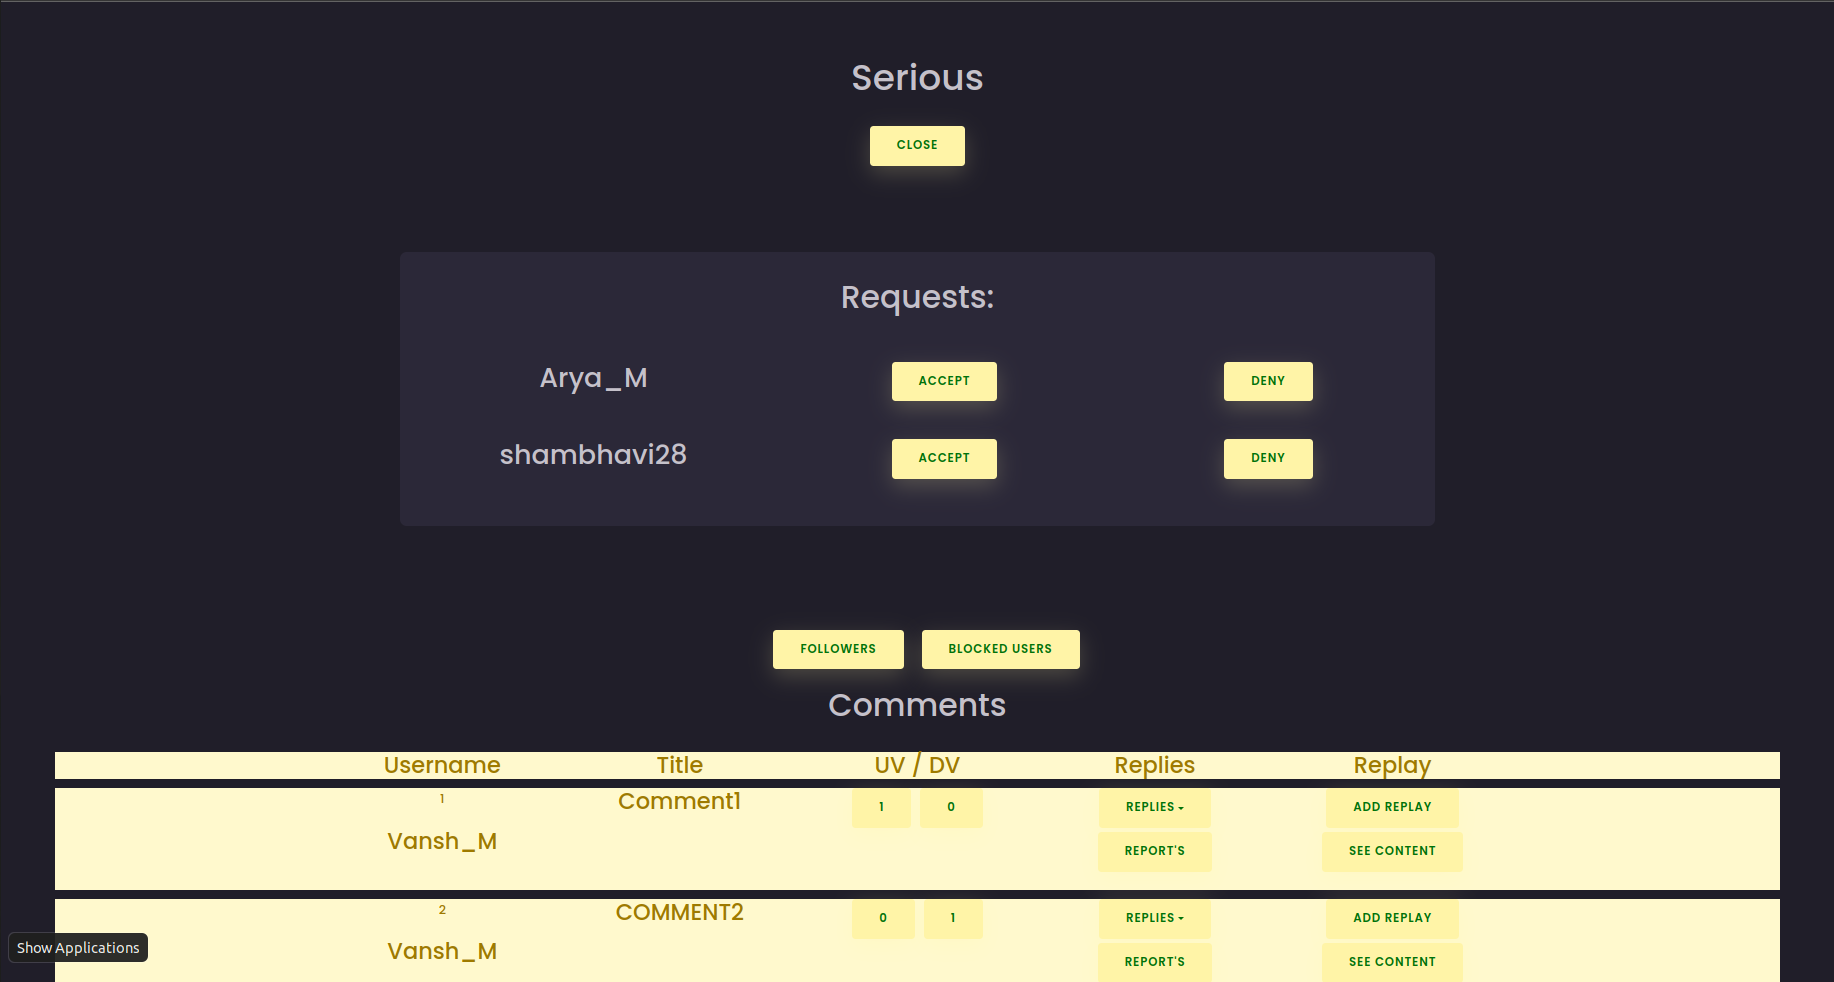 Serious
CLOSE
Requests:
Arya_M ACCEPT DENY
shambhavi28 ACCEPT DENY
FOLLOWERS BLOCKED USERS
Comments
Username Title UV / DV Replies Replay
1 Comment1 1 0 REPLIES ADD REPLAY
Vansh_M REPORT'S SEE CONTENT
2 COMMENT2 0 1 REPLIES ADD REPLAY
Vansh_M REPORT'S SEE CONTENT
Show Applications